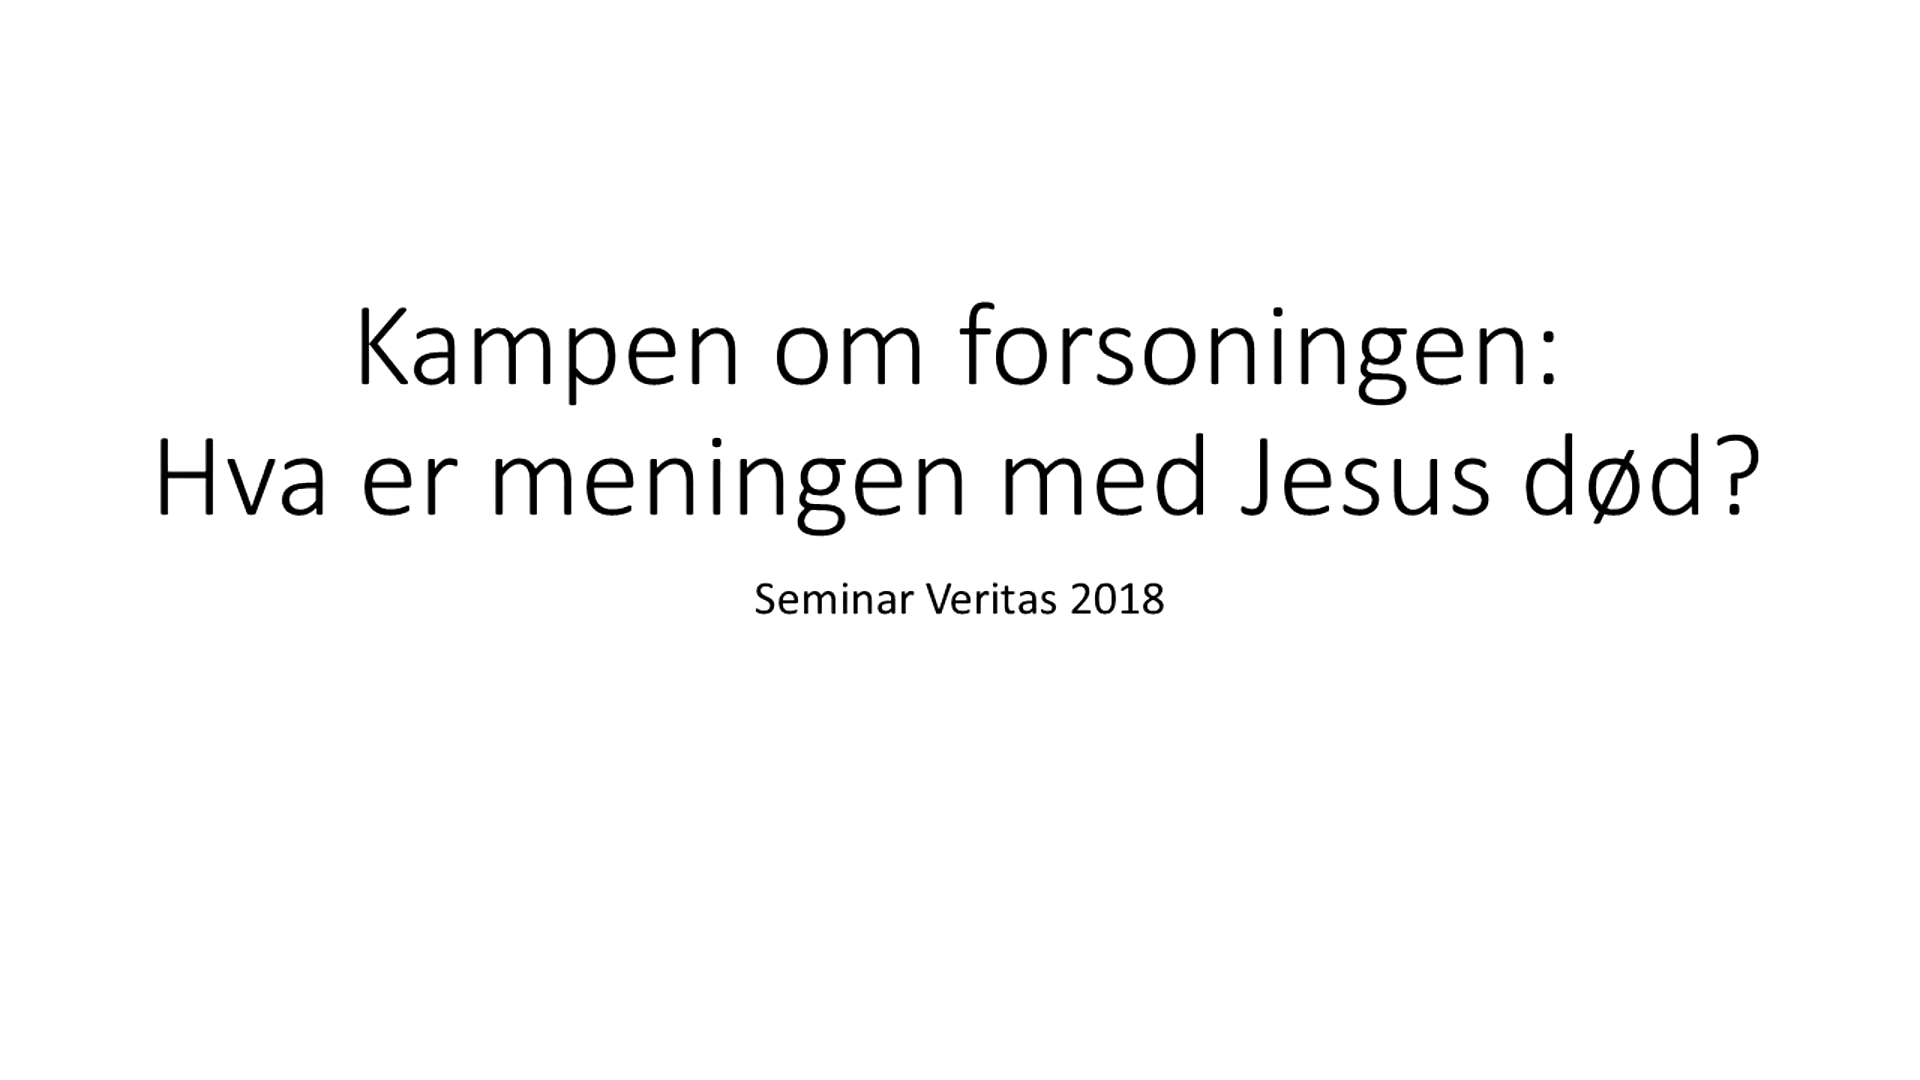 Kampen om forsoningen:
Hva er meningen med Jesus død?
Seminar Veritas 2018